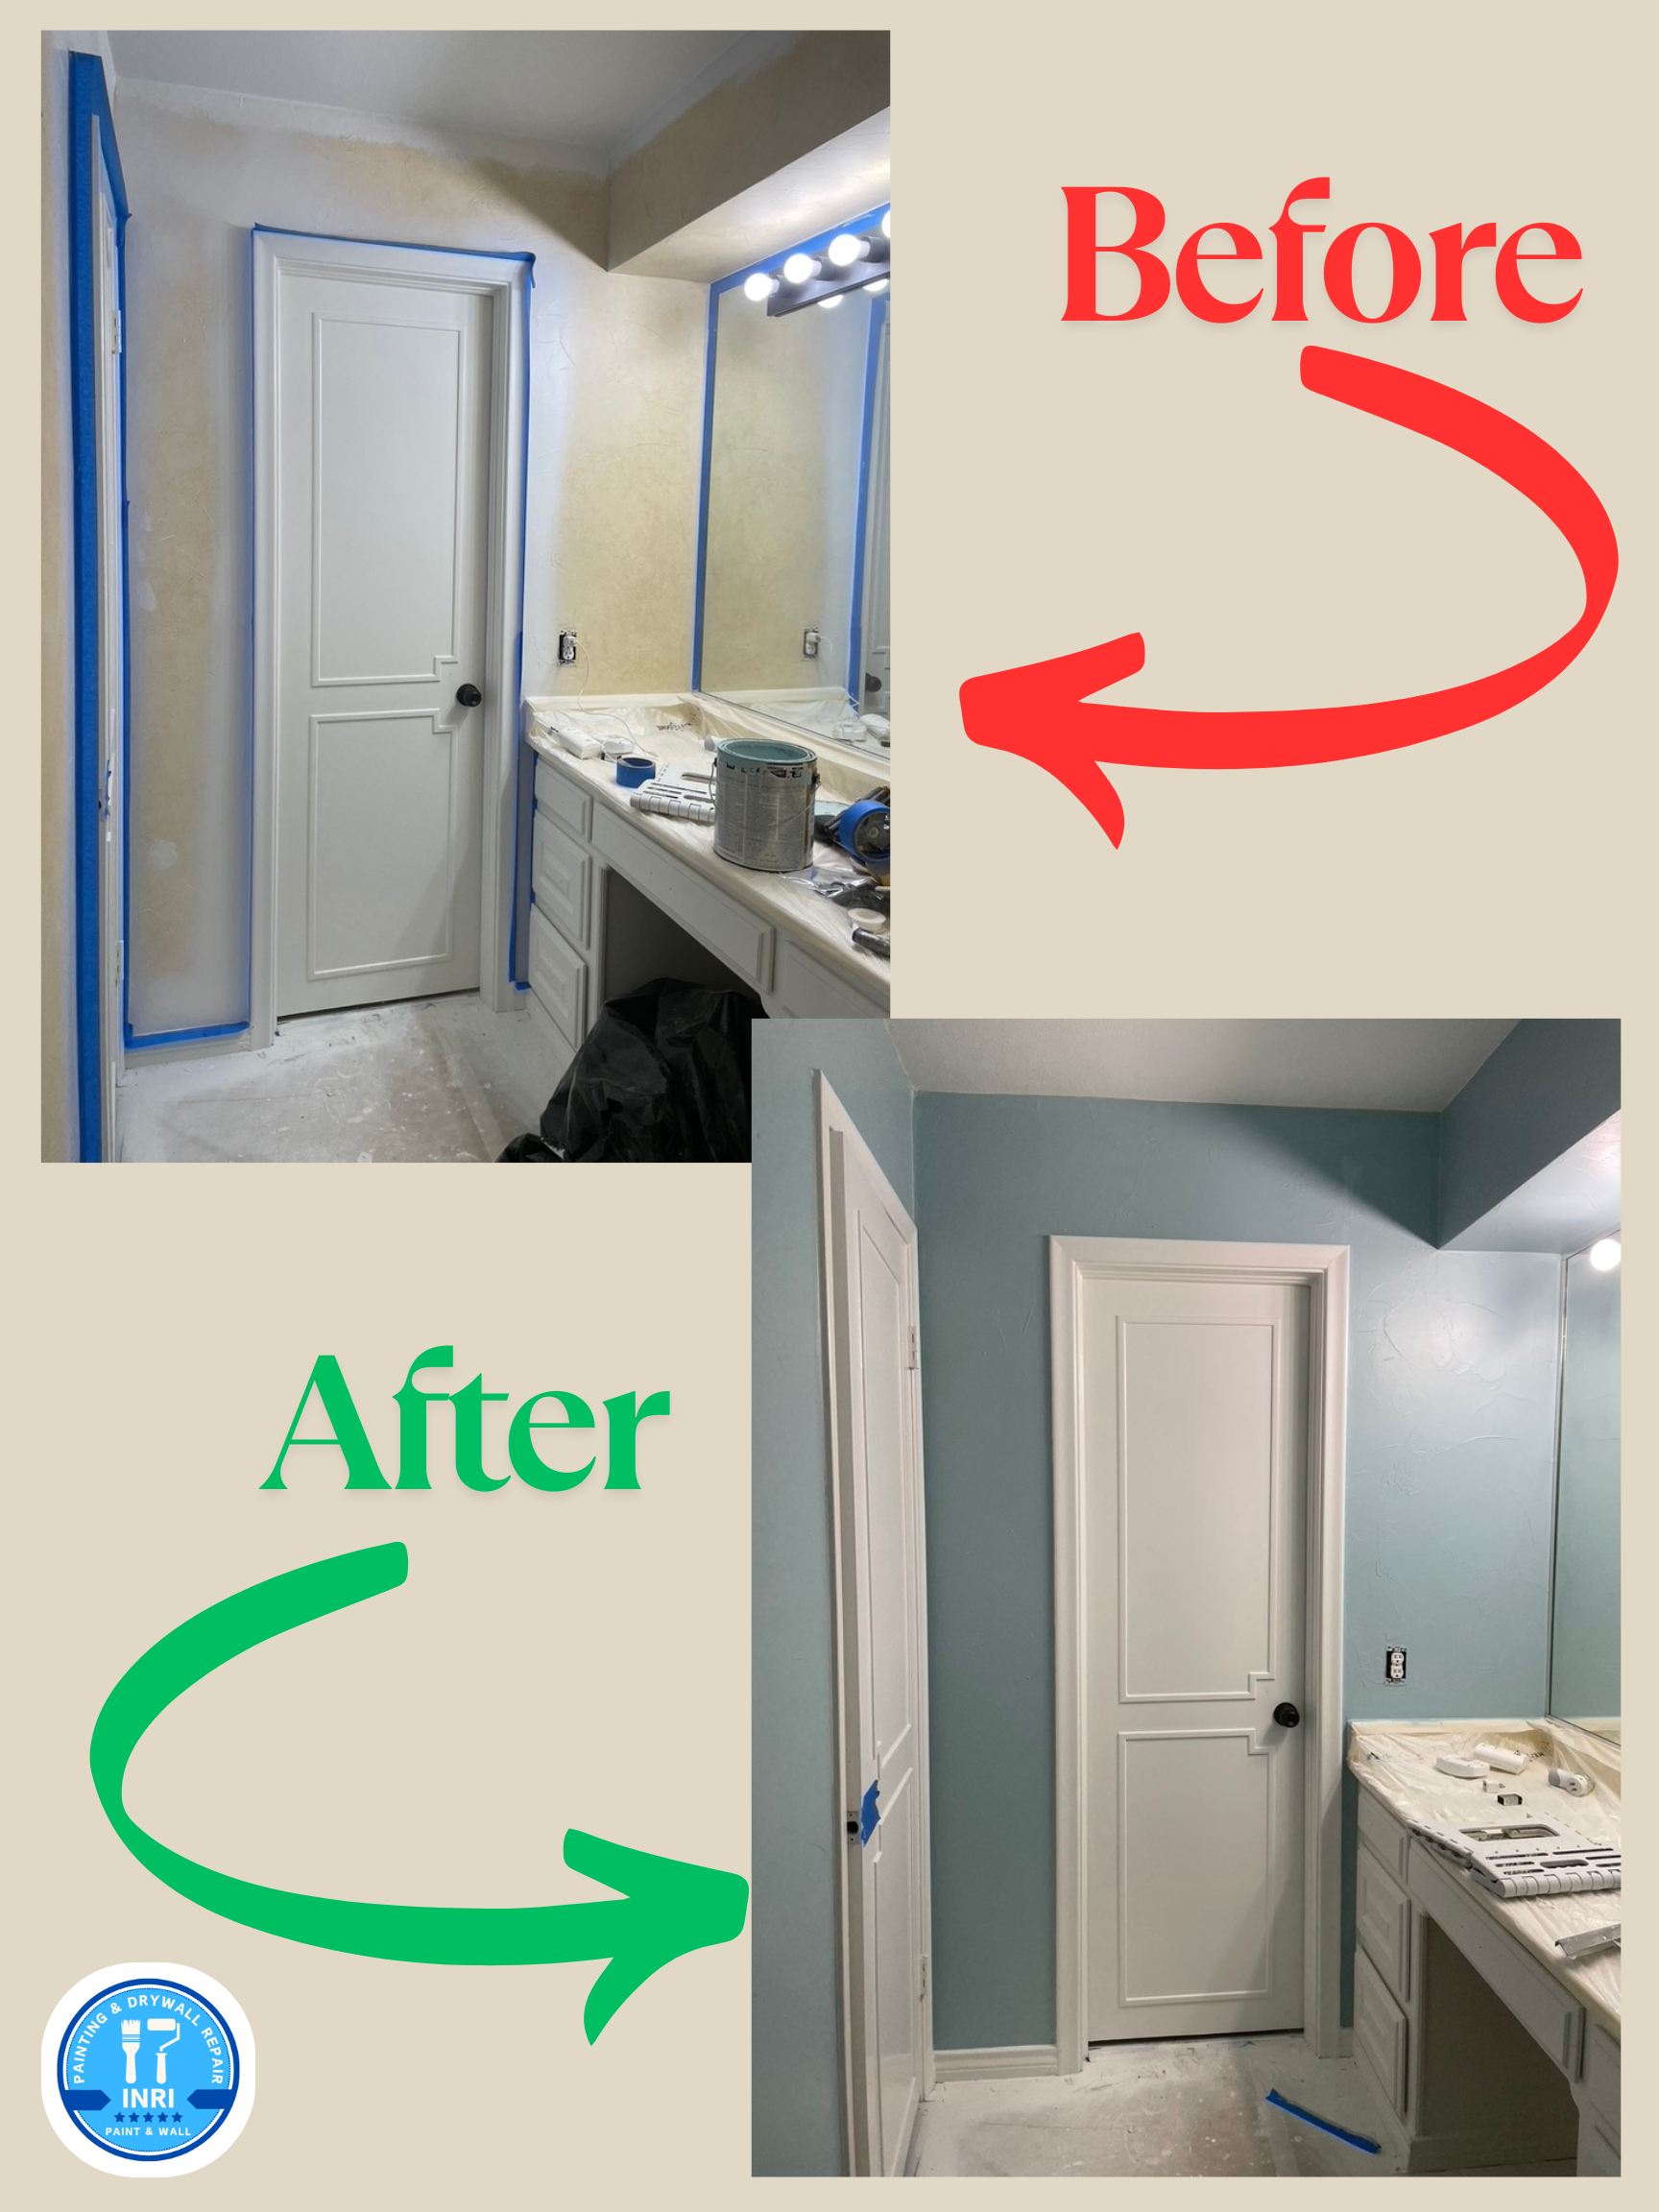 Before
After
PAINTING & DRYWALL REPAIR
INRI
PAINT & WALL